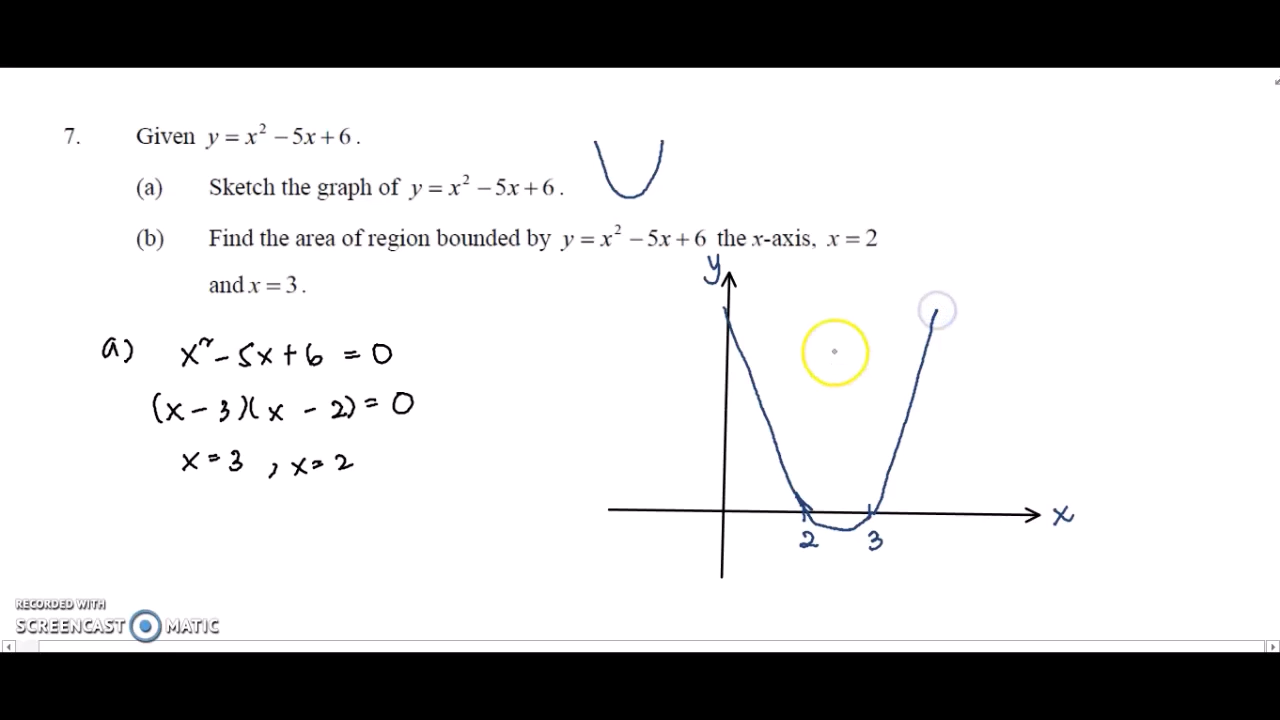 7. Given y = x² − 5x + 6 .
(a) Sketch the graph of y = x² − 5x + 6 .
(b) Find the area of region bounded by y = x² − 5x + 6 the x-axis, x = 2
and x = 3 .
a) x² − 5x + 6 = 0
(x − 3)(x − 2) = 0
x = 3 , x = 2
y
x
2 3
RECORDED WITH
SCREENCAST MATIC